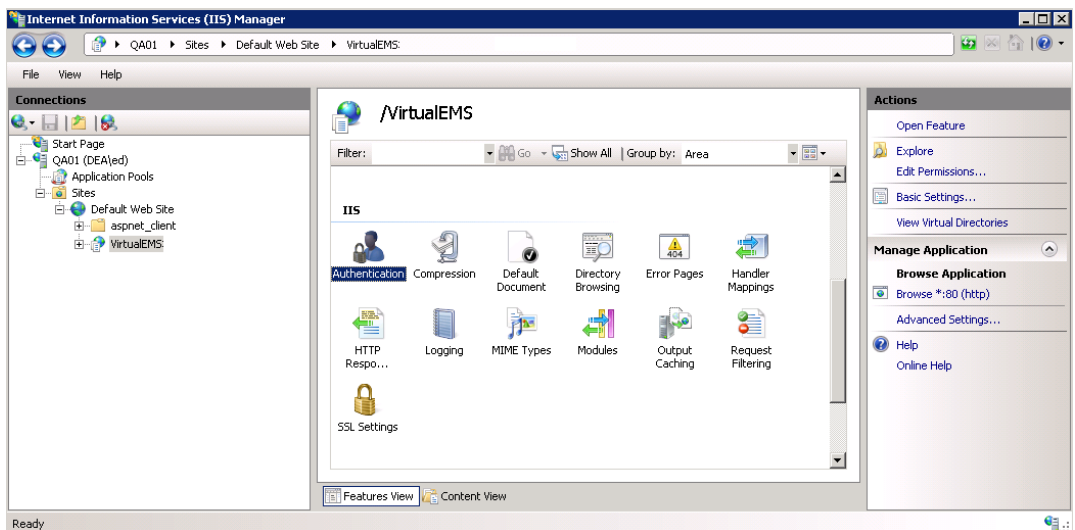 Internet Information Services (IIS) Manager
QA01 Sites Default Web Site VirtualEMS:
File View Help
Connections
Start Page
QA01 (DEA\ed)
Application Pools
Sites
Default Web Site
aspnet_client
VirtualEMS:
/VirtualEMS
Filter: Go Show All Group by: Area
IIS
Authentication Compression Default Document Directory Browsing Error Pages Handler Mappings
404
HTTP Respo... Logging MIME Types Modules Output Caching Request Filtering
SSL Settings
Features View Content View
Actions
Open Feature
Explore
Edit Permissions...
Basic Settings...
View Virtual Directories
Manage Application
Browse Application
Browse *:80 (http)
Advanced Settings...
Help
Online Help
Ready